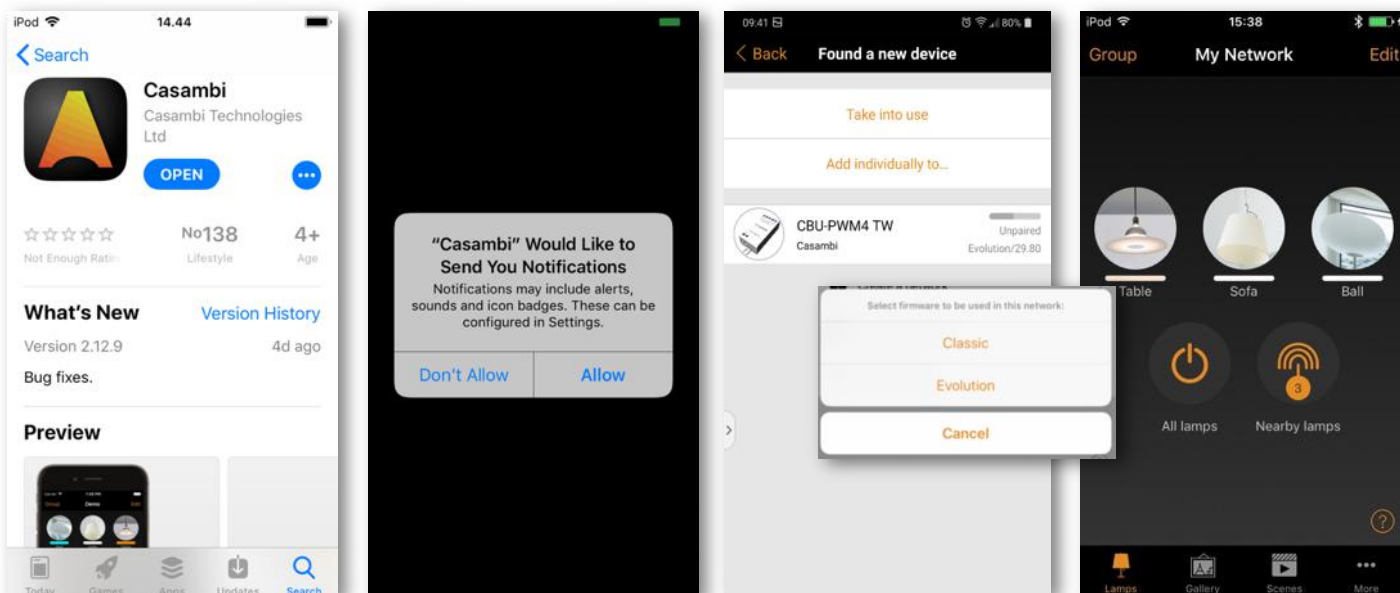 iPod 14.44
Search
Casambi
Casambi Technologies
Ltd
OPEN
No138 4+
Not Enough Ratin Lifestyle Age
What's New Version History
Version 2.12.9 4d ago
Bug fixes.
Preview
Today Games Apps Updates Search
"Casambi" Would Like to
Send You Notifications
Notifications may include alerts,
sounds and icon badges. These can be
configured in Settings.
Don't Allow Allow
09:41 80%
Back Found a new device
Take into use
Add individually to...
CBU-PWM4 TW Unpaired
Casambi Evolution/29.80
Create a network
Select firmware to be used in this network:
Classic
Evolution
Cancel
iPod 15:38
Group My Network Edit
Table Sofa Ball
3
All lamps Nearby lamps
?
Lamps Gallery Scenes More